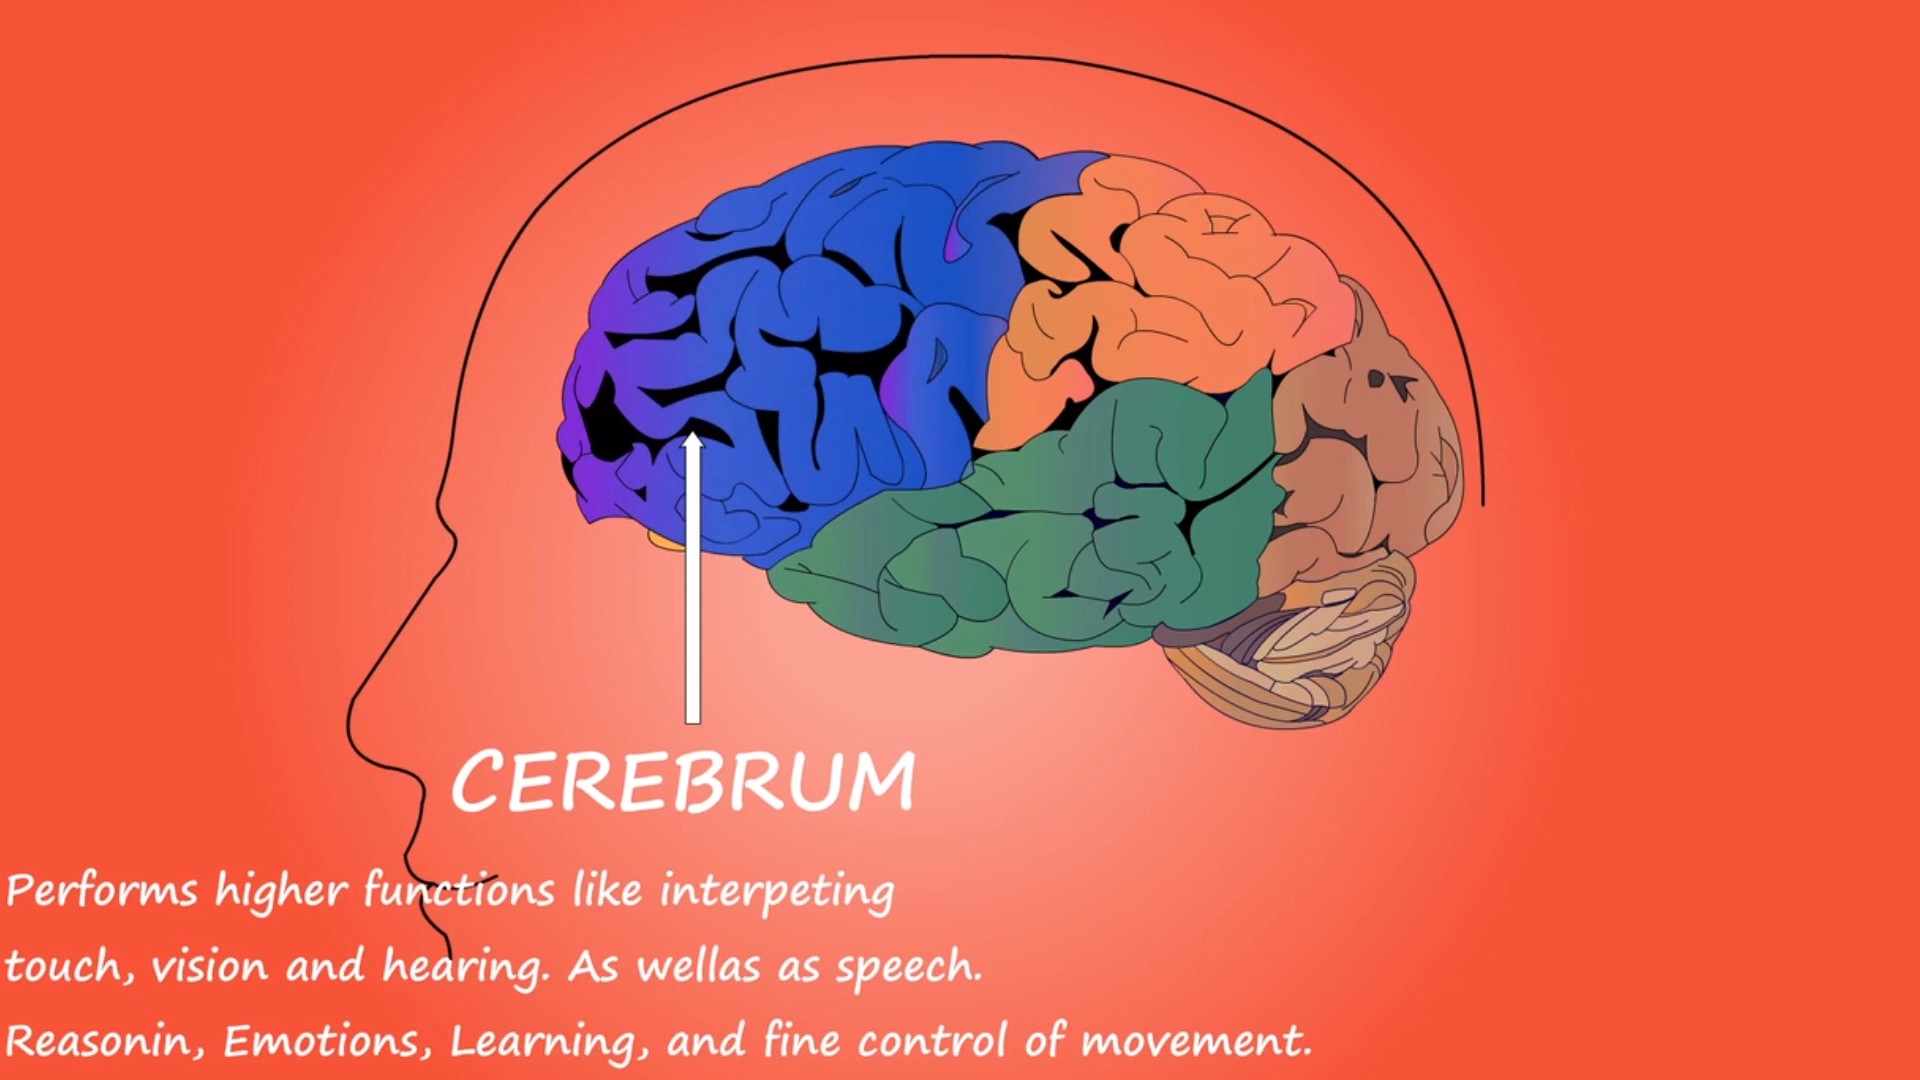 CEREBRUM
Performs higher functions like interpeting
touch, vision and hearing. As wellas as speech.
Reasonin, Emotions, Learning, and fine control of movement.